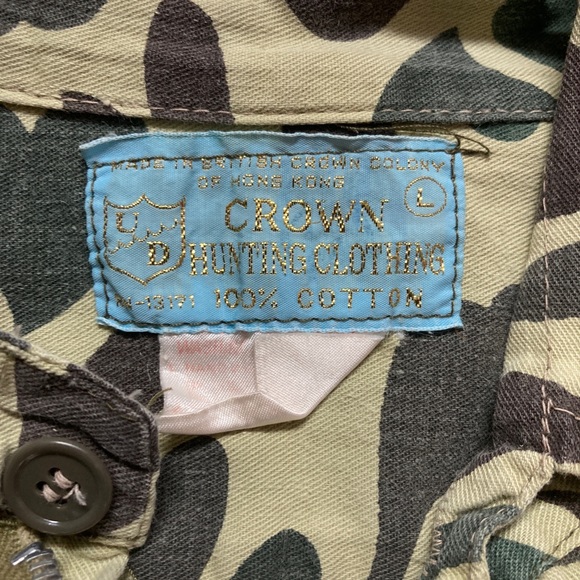 MADE IN BRITISH CROWN COLONY
OF HONG KONG
L
U
D
CROWN
HUNTING CLOTHING
100% COTTON